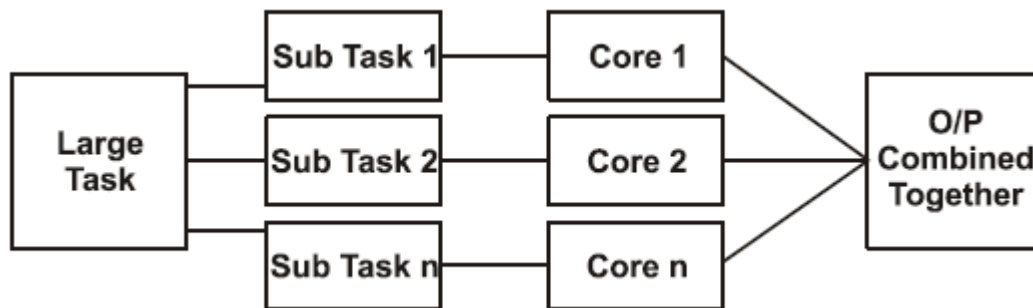 Large
Task
Sub Task 1
Sub Task 2
Sub Task n
Core 1
Core 2
Core n
O/P
Combined
Together